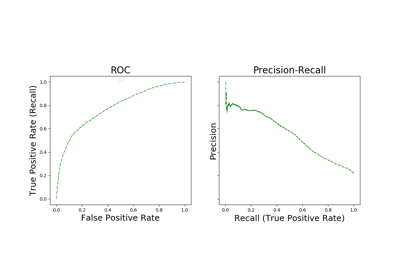 ROC
True Positive Rate (Recall)
1.0
0.8
0.6
0.4
0.2
0.0
0.0 0.2 0.4 0.6 0.8 1.0
False Positive Rate
Precision-Recall
Precision
0.0 0.2 0.4 0.6 0.8 1.0
Recall (True Positive Rate)